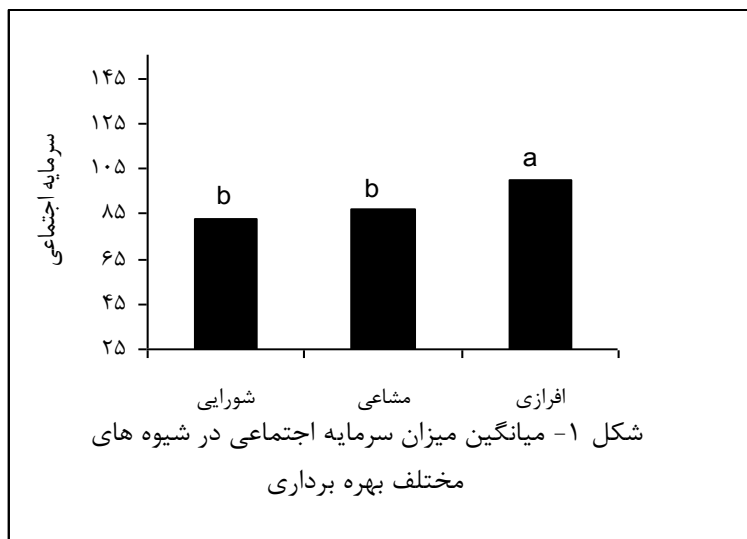 ۱۴۵
۱۲۵
۱۰۵
۸۵
۶۵
۴۵
۲۵
سرمایه اجتماعی
b
b
a
شورایی
مشاعی
افرازی
شکل ۱- میانگین میزان سرمایه اجتماعی در شیوه های
مختلف بهره برداری